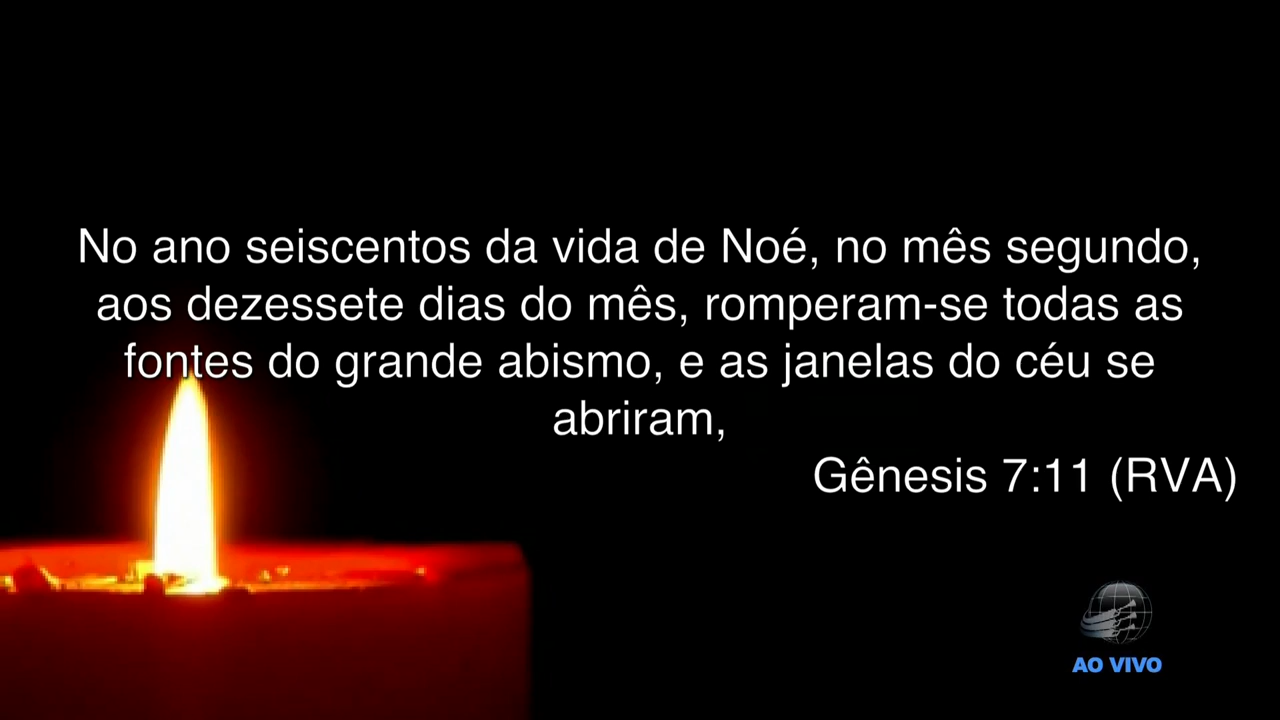 No ano seiscentos da vida de Noé, no mês segundo,
aos dezessete dias do mês, romperam-se todas as
fontes do grande abismo, e as janelas do céu se
abriram,
Gênesis 7:11 (RVA)
AO VIVO